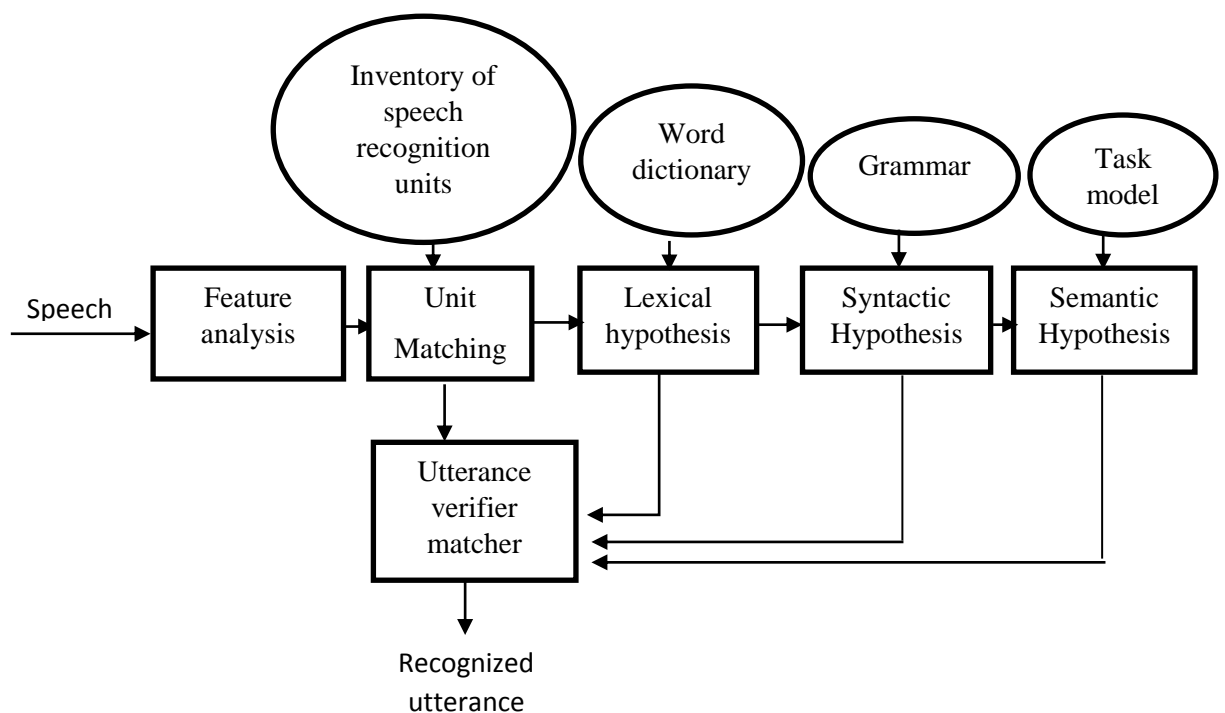 Inventory of
speech
recognition
units
Word
dictionary
Grammar
Task
model
Speech
Feature
analysis
Unit
Matching
Lexical
hypothesis
Syntactic
Hypothesis
Semantic
Hypothesis
Utterance
verifier
matcher
Recognized
utterance